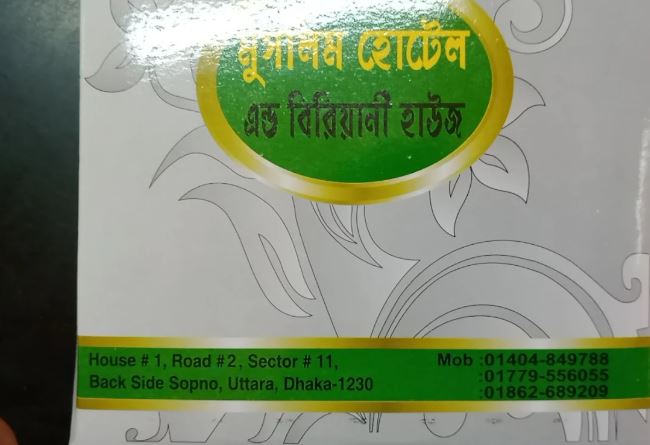 মুসলিম হোটেল
এন্ড বিরিয়ানী হাউজ
House # 1, Road #2, Sector # 11,
Back Side Sopno, Uttara, Dhaka-1230
Mob :01404-849788
:01779-556055
:01862-689209